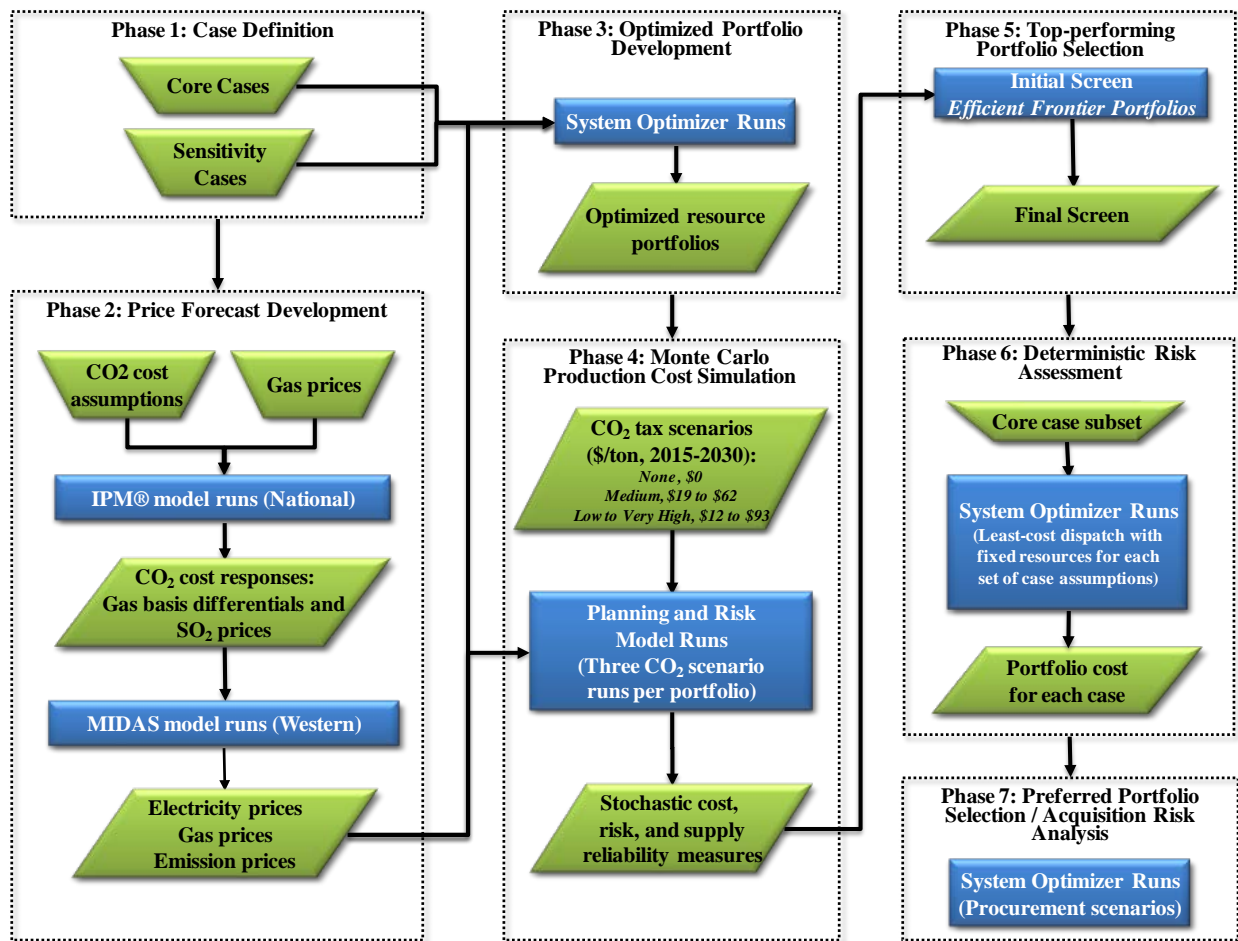 Phase 1: Case Definition
Core Cases
Sensitivity
Cases
Phase 2: Price Forecast Development
CO2 cost
assumptions
Gas prices
IPM® model runs (National)
CO₂ cost responses:
Gas basis differentials and
SO₂ prices
MIDAS model runs (Western)
Electricity prices
Gas prices
Emission prices
Phase 3: Optimized Portfolio
Development
System Optimizer Runs
Optimized resource
portfolios
Phase 4: Monte Carlo
Production Cost Simulation
CO₂ tax scenarios
($/ton, 2015-2030):
None , $0
Medium, $19 to $62
Low to Very High, $12 to $93
Planning and Risk
Model Runs
(Three CO₂ scenario
runs per portfolio)
Stochastic cost,
risk, and supply
reliability measures
Phase 5: Top-performing
Portfolio Selection
Initial Screen
Efficient Frontier Portfolios
Final Screen
Phase 6: Deterministic Risk
Assessment
Core case subset
System Optimizer Runs
(Least-cost dispatch with
fixed resources for each
set of case assumptions)
Portfolio cost
for each case
Phase 7: Preferred Portfolio
Selection / Acquisition Risk
Analysis
System Optimizer Runs
(Procurement scenarios)